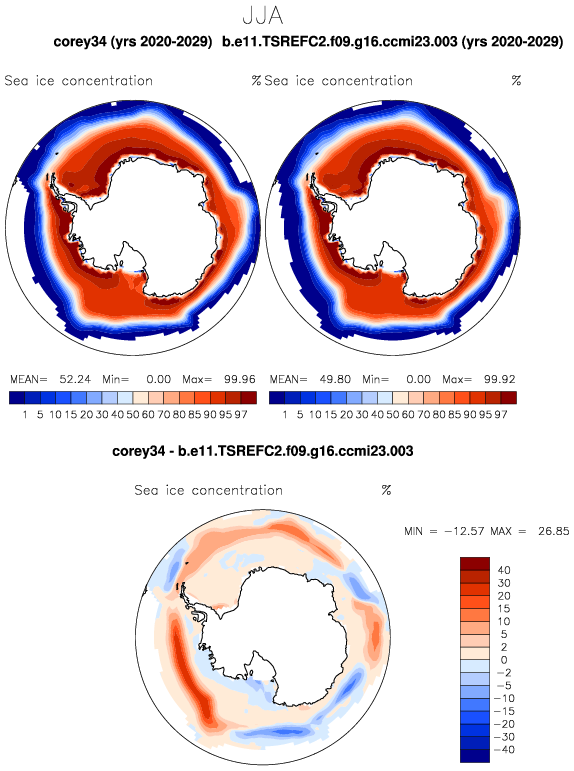 JJA
corey34 (yrs 2020-2029) b.e11.TSREFC2.f09.g16.ccmi23.003 (yrs 2020-2029)
Sea ice concentration % Sea ice concentration %
MEAN= 52.24 Min= 0.00 Max= 99.96 MEAN= 49.80 Min= 0.00 Max= 99.92
1 5 10 15 20 30 40 50 60 70 80 85 90 95 97 1 5 10 15 20 30 40 50 60 70 80 85 90 95 97
corey34 - b.e11.TSREFC2.f09.g16.ccmi23.003
Sea ice concentration %
MIN = −12.57 MAX = 26.85
40
30
20
15
10
5
2
0
−2
−5
−10
−15
−20
−30
−40